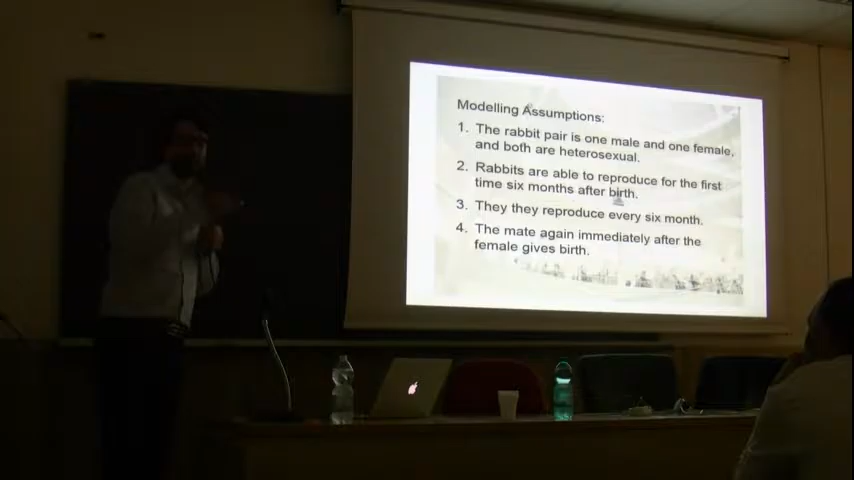 Modelling Assumptions:
1. The rabbit pair is one male and one female,
and both are heterosexual.
2. Rabbits are able to reproduce for the first
time six months after birth.
3. They they reproduce every six month.
4. The mate again immediately after the
female gives birth.